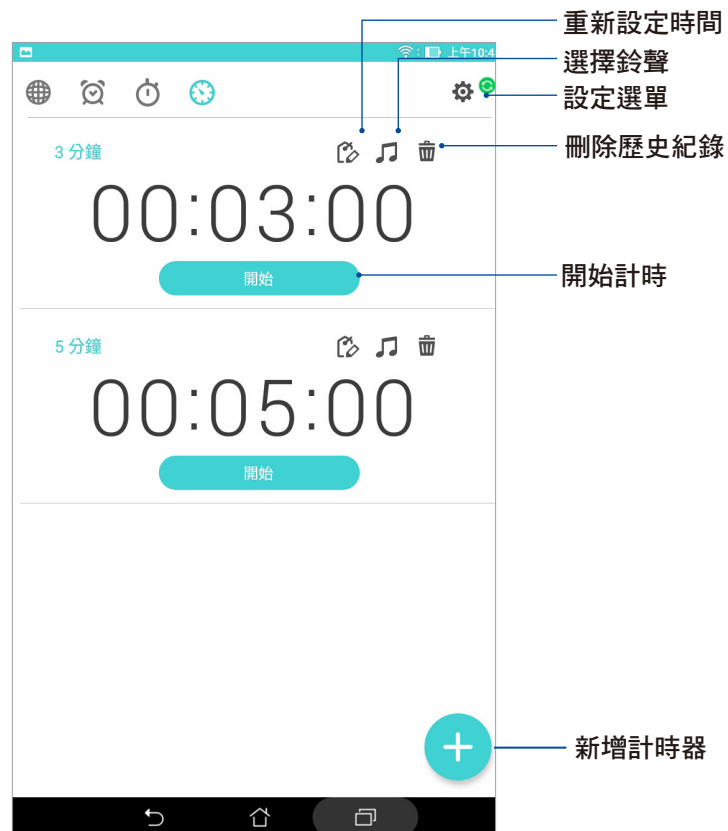 重新設定時間
上午10:4
選擇鈴聲
設定選單
3 分鐘
刪除歷史紀錄
00:03:00
開始
開始計時
5 分鐘
00:05:00
開始
新增計時器